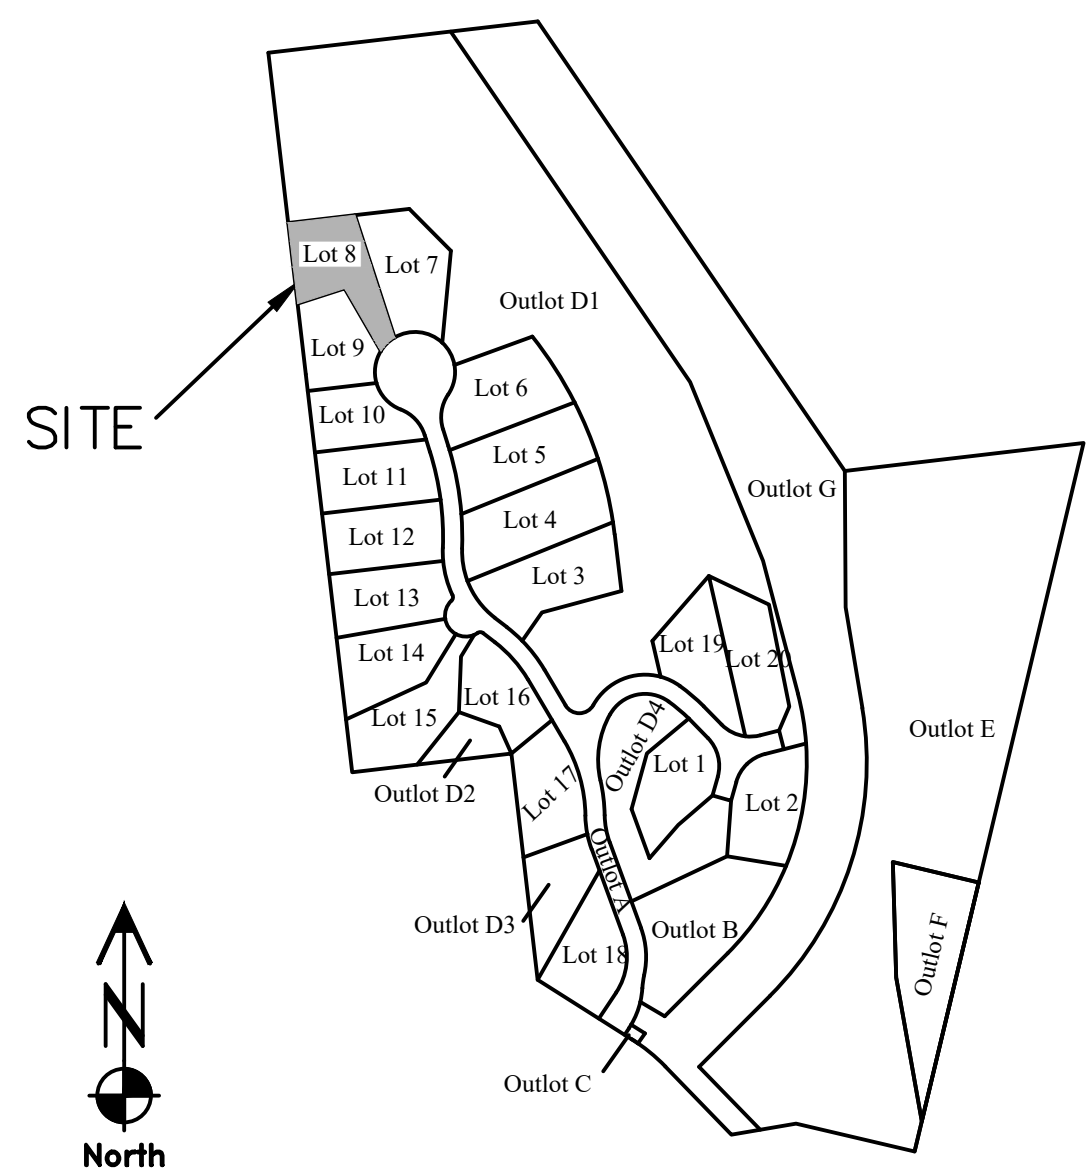 Lot 8
Lot 7
Outlot D1
Lot 9
Lot 6
Lot 10
SITE
Lot 5
Lot 11
Outlot G
Lot 4
Lot 12
Lot 3
Lot 13
Lot 19
Lot 14
Lot 20
Lot 16
Lot 15
Outlot D4
Outlot E
Lot 1
Outlot D2
Lot 17
Lot 2
Outlot A
Outlot D3
Outlot B
Lot 18
Outlot F
N
Outlot C
North